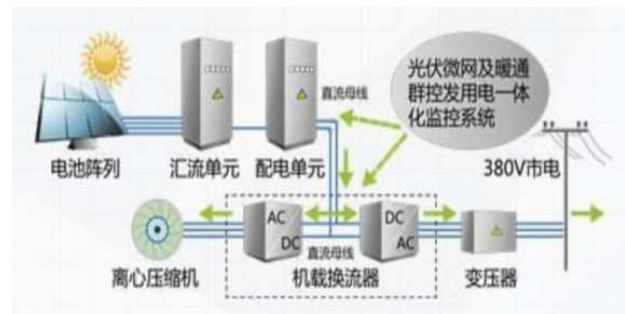 光伏微网及暖通
群控发用电一体
化监控系统
直流母线
电池阵列
汇流单元
配电单元
380V市电
AC
DC
DC
AC
直流母线
离心压缩机
机载换流器
变压器